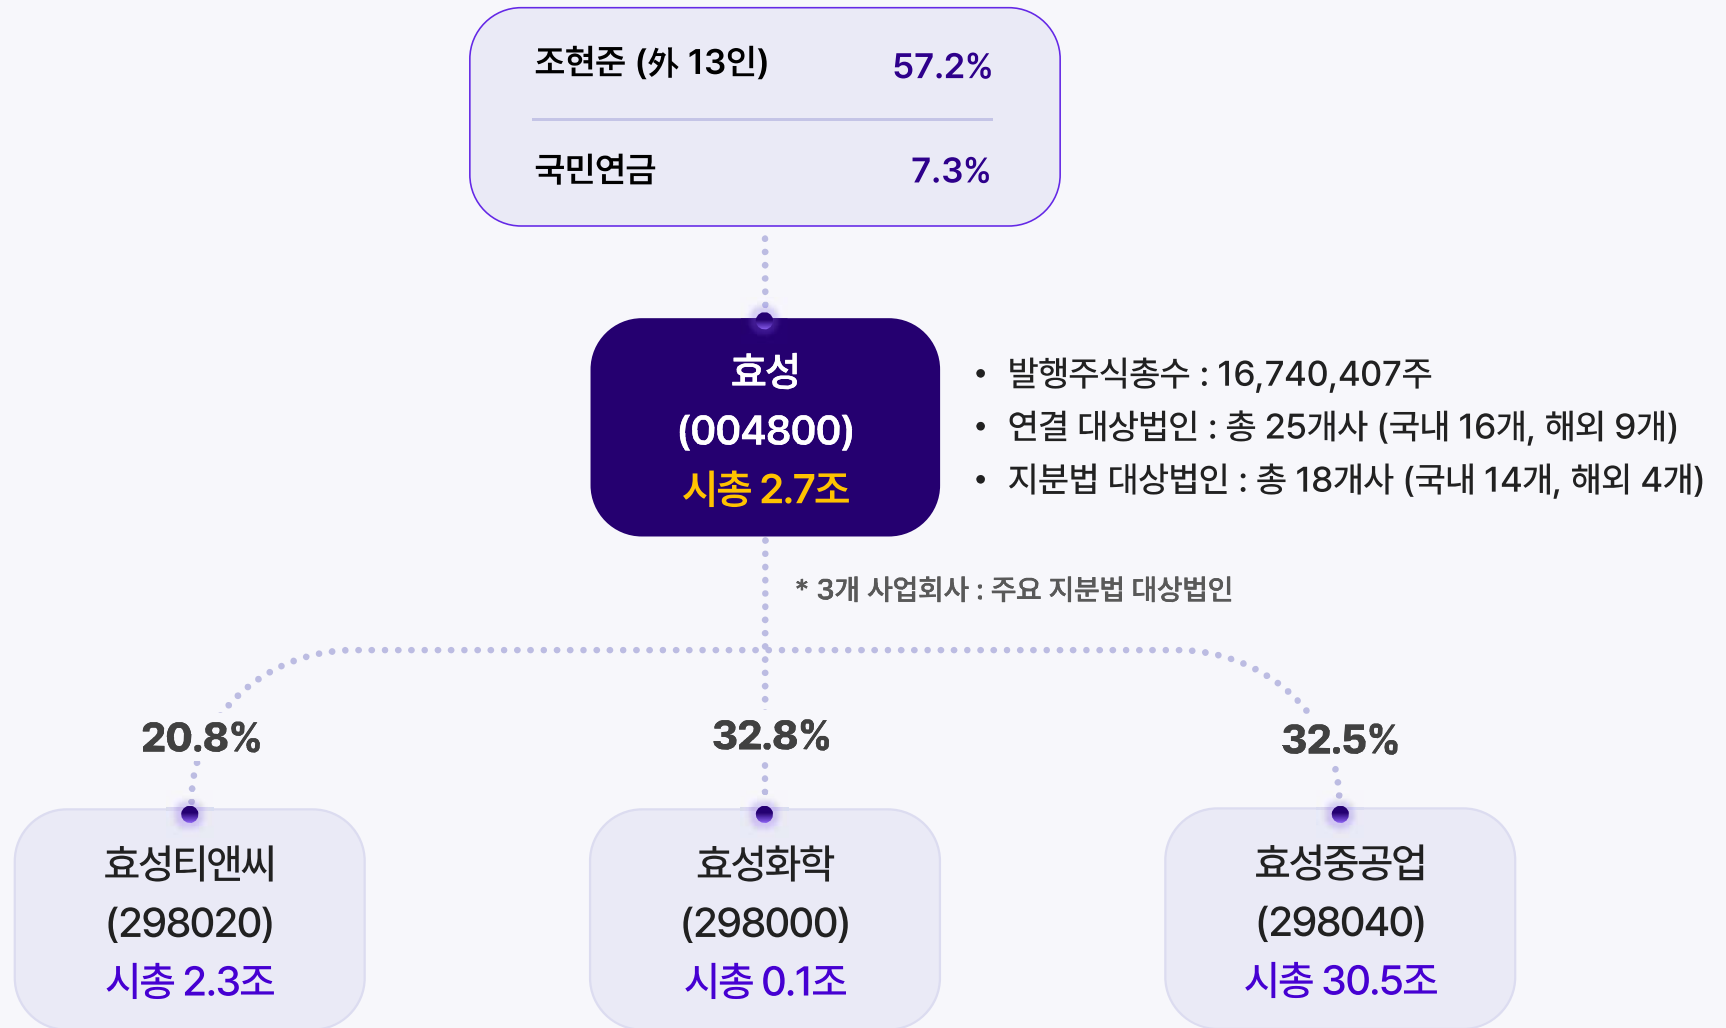 조현준 (外 13인) 57.2%
국민연금 7.3%
효성
(004800)
시총 2.7조
• 발행주식총수 : 16,740,407주
• 연결 대상법인 : 총 25개사 (국내 16개, 해외 9개)
• 지분법 대상법인 : 총 18개사 (국내 14개, 해외 4개)
* 3개 사업회사 : 주요 지분법 대상법인
20.8%
32.8%
32.5%
효성티앤씨
(298020)
시총 2.3조
효성화학
(298000)
시총 0.1조
효성중공업
(298040)
시총 30.5조